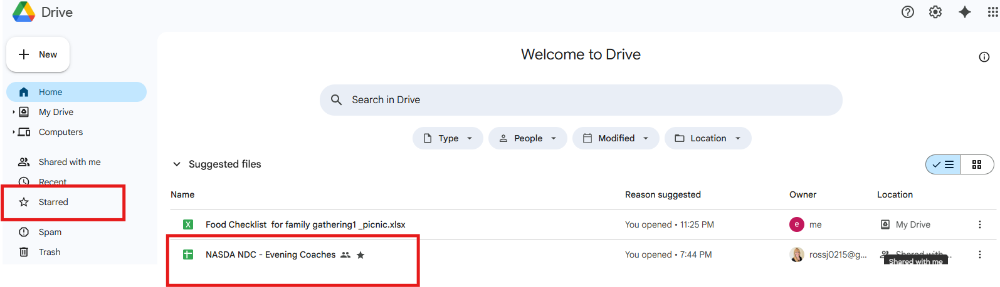 Drive
New
Welcome to Drive
Home
Search in Drive
My Drive
Computers
Type People Modified Location
Shared with me
Suggested files
Recent
Starred
Name Reason suggested Owner Location
Food Checklist  for family gathering1 _picnic.xlsx You opened • 11:25 PM e me My Drive
Spam
Trash
NASDA NDC - Evening Coaches You opened • 7:44 PM rossj0215@g... Shared with ...
Shared with me